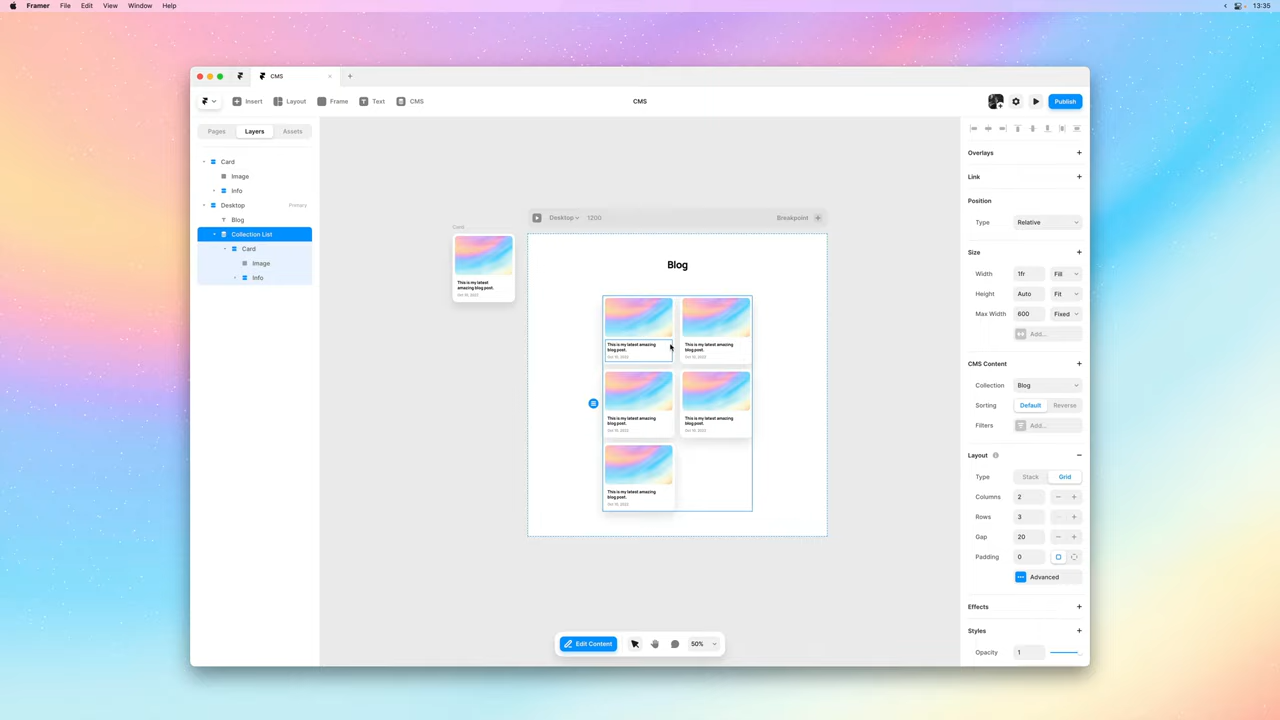 Framer File Edit View Window Help 13:35
CMS
Insert Layout Frame Text CMS
CMS
Publish
Pages Layers Assets
Card
Image
Info
Desktop Primary
Blog
Collection List
Card
Image
Info
Card
This is my latest
amazing blog post.
Oct 10, 2022
Desktop 1200 Breakpoint
Blog
This is my latest amazing
blog post.
This is my latest amazing
blog post.
This is my latest amazing
blog post.
This is my latest amazing
blog post.
This is my latest amazing
blog post.
Edit Content 50%
Overlays
Link
Position
Type Relative
Size
Width 1fr Fill
Height Auto Fit
Max Width 600 Fixed
Add...
CMS Content
Collection Blog
Sorting Default Reverse
Filters Add...
Layout
Type Stack Grid
Columns 2
Rows 3
Gap 20
Padding 0
Advanced
Effects
Styles
Opacity 1